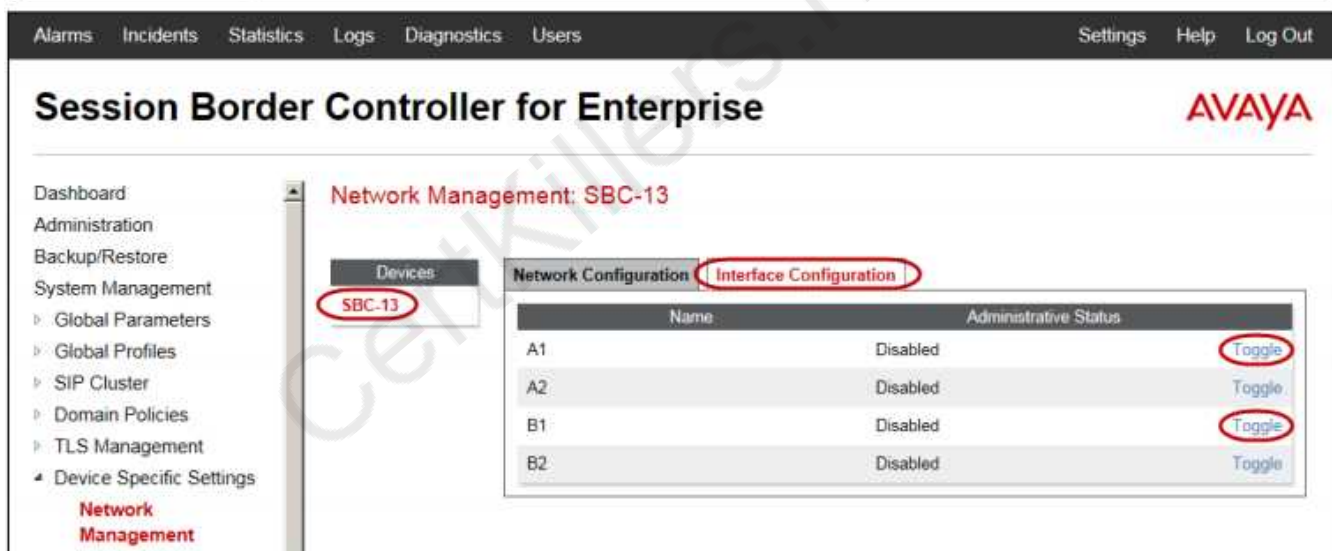 Alarms Incidents Statistics Logs Diagnostics Users Settings Help Log Out
Session Border Controller for Enterprise
AVAYA
Dashboard
Administration
Backup/Restore
System Management
Global Parameters
Global Profiles
SIP Cluster
Domain Policies
TLS Management
Device Specific Settings
Network
Management
Network Management: SBC-13
Devices
SBC-13
Network Configuration Interface Configuration
Name Administrative Status
A1 Disabled Toggle
A2 Disabled Toggle
B1 Disabled Toggle
B2 Disabled Toggle